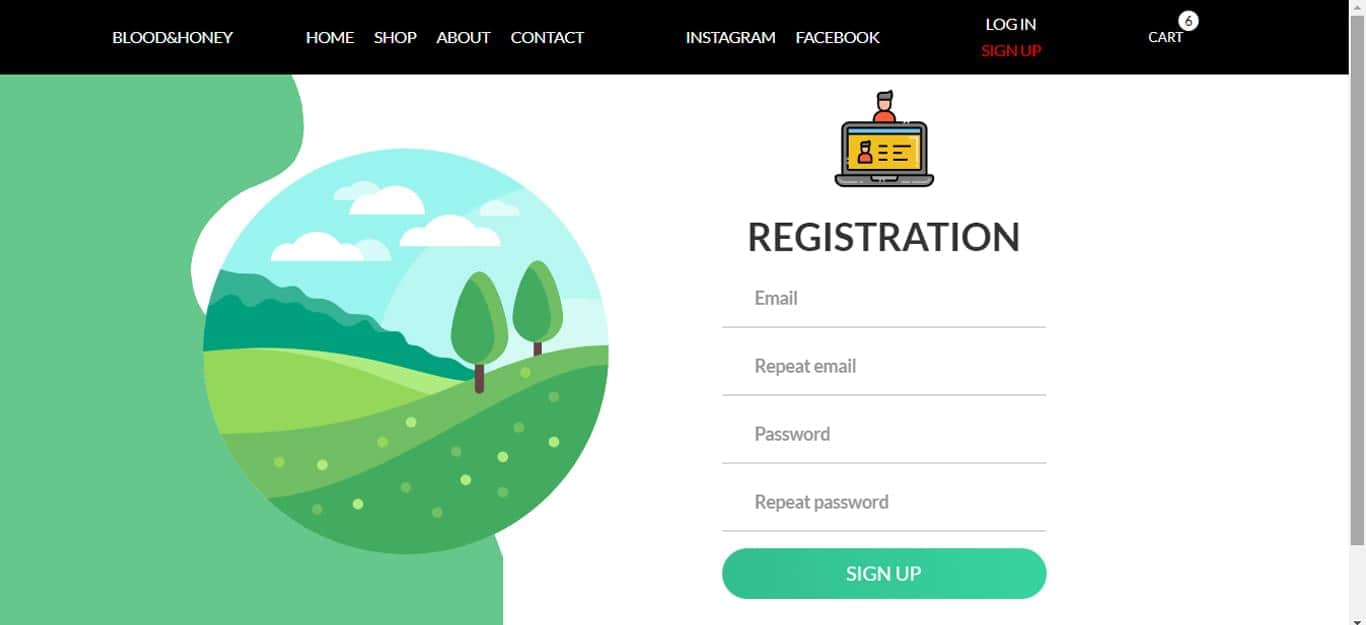 BLOOD&HONEY
HOME SHOP ABOUT CONTACT
INSTAGRAM FACEBOOK
LOG IN
SIGN UP
CART
6
REGISTRATION
Email
Repeat email
Password
Repeat password
SIGN UP